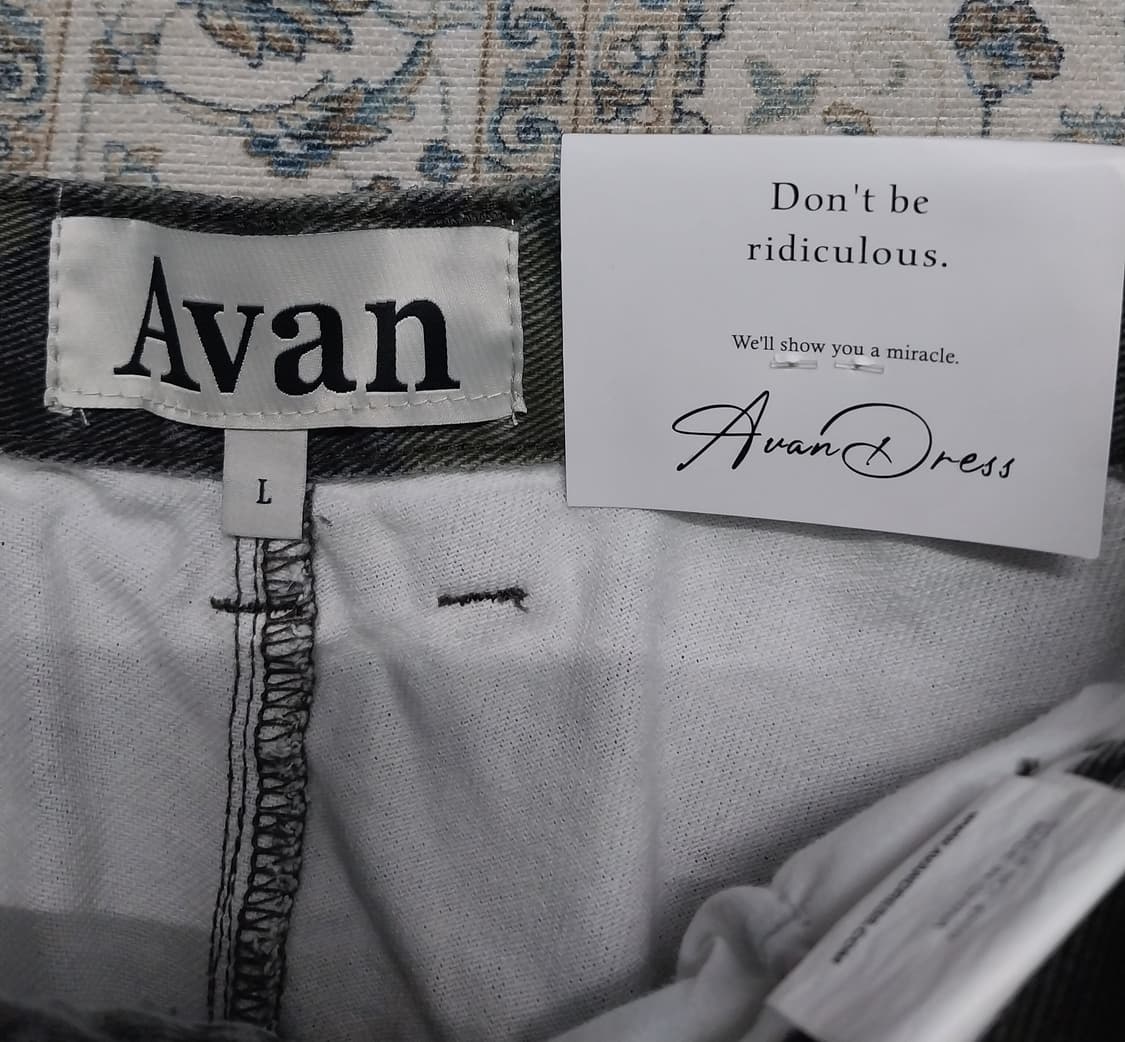 Avan
L
Don't be
ridiculous.
We'll show you a miracle.
AvanDress